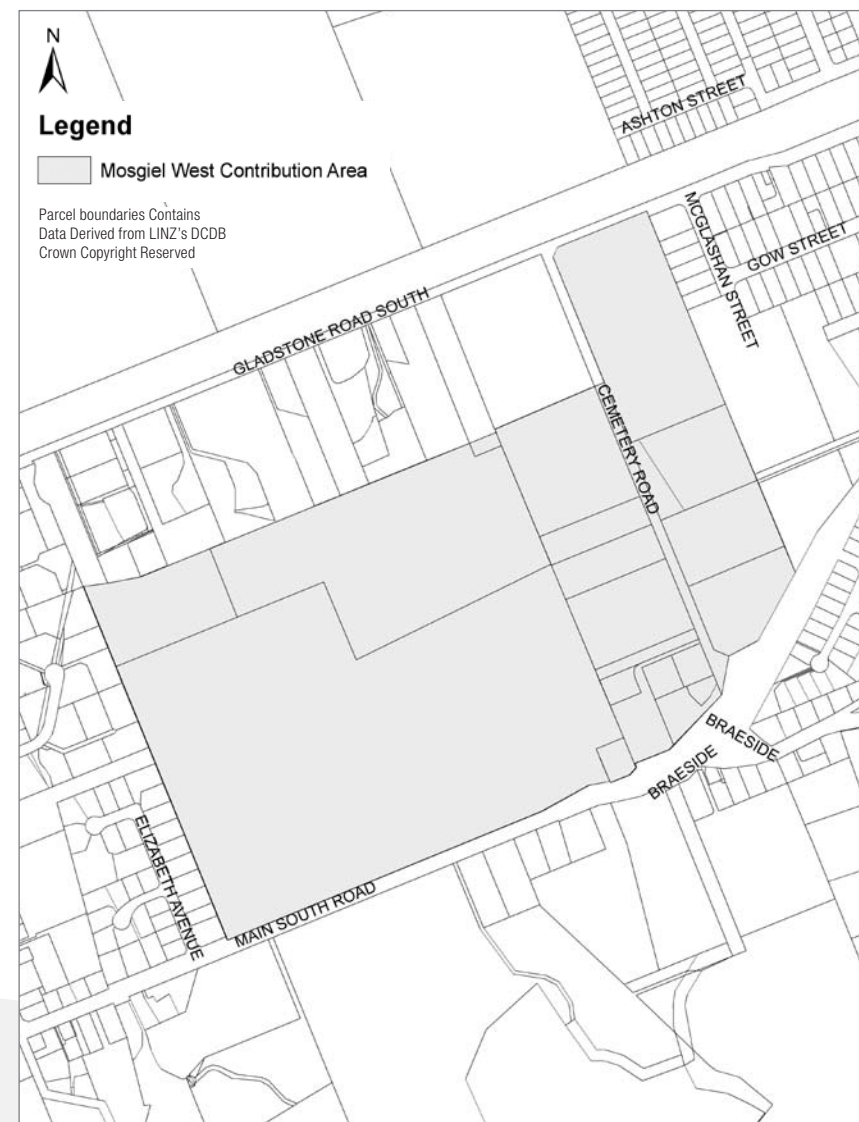 N
Legend
Mosgiel West Contribution Area
Parcel boundaries Contains
Data Derived from LINZ's DCDB
Crown Copyright Reserved
ASHTON STREET
MCGLASHAN STREET
GOW STREET
GLADSTONE ROAD SOUTH
CEMETERY ROAD
BRAESIDE
BRAESIDE
ELIZABETH AVENUE
MAIN SOUTH ROAD